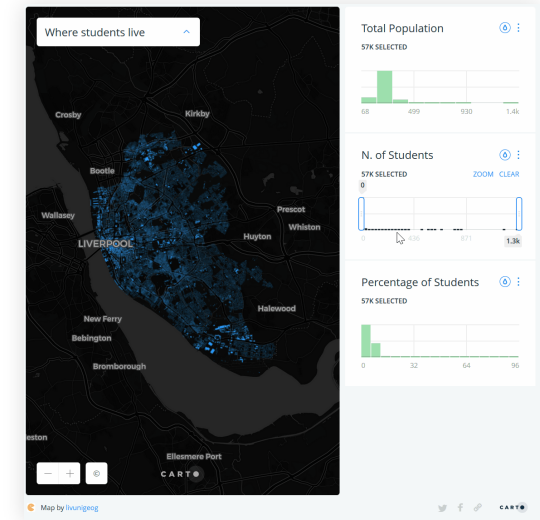 Where students live
Crosby
Kirkby
Bootle
Wallasey
Prescot
Whiston
LIVERPOOL
Huyton
Halewood
New Ferry
Bebington
Bromborough
eston
Ellesmere Port
− + ©
CARTO
Map by livunigeog
Total Population
57K SELECTED
68 499 930 1.4k
N. of Students
57K SELECTED ZOOM CLEAR
0
0 436 871
1.3k
Percentage of Students
57K SELECTED
0 32 64 96
CARTO